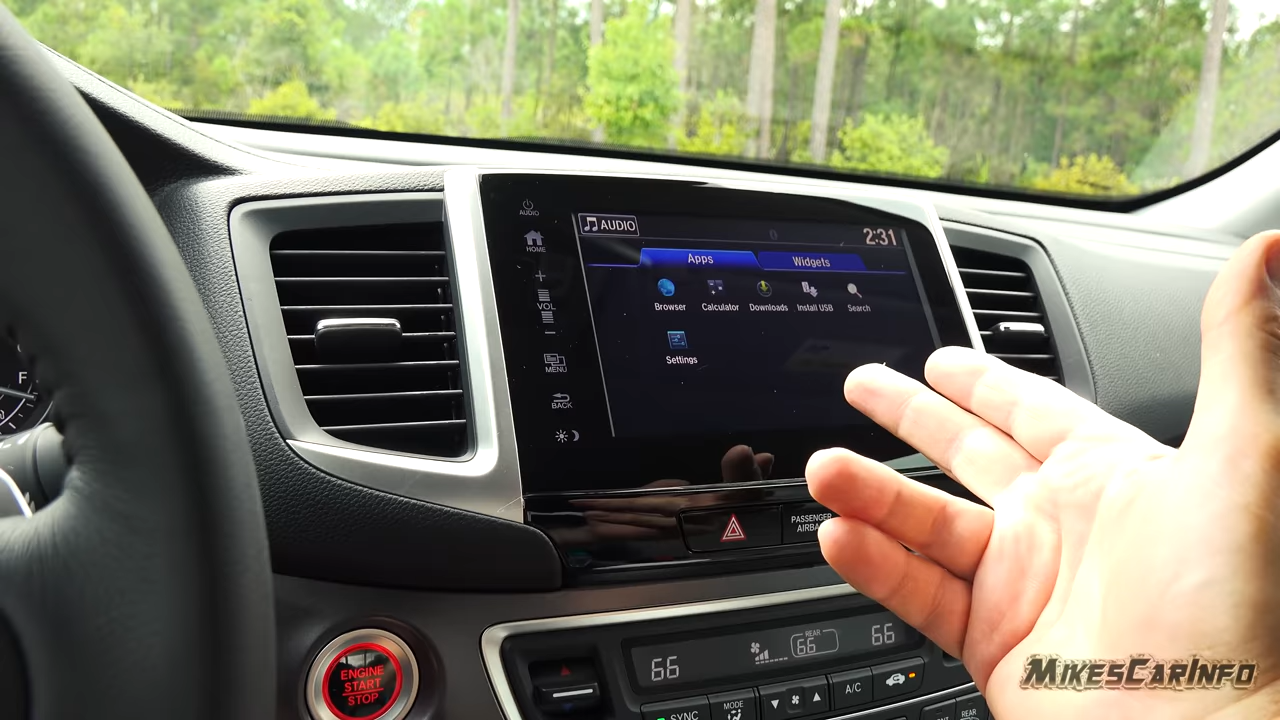 AUDIO
HOME
+
VOL
−
MENU
BACK
AUDIO
2:31
Apps
Widgets
Browser
Calculator
Downloads
Install USB
Search
Settings
F
PASSENGER
ENGINE
START
STOP
66
REAR
66
66
SYNC
MODE
A/C
REAR
MikesCarInfo